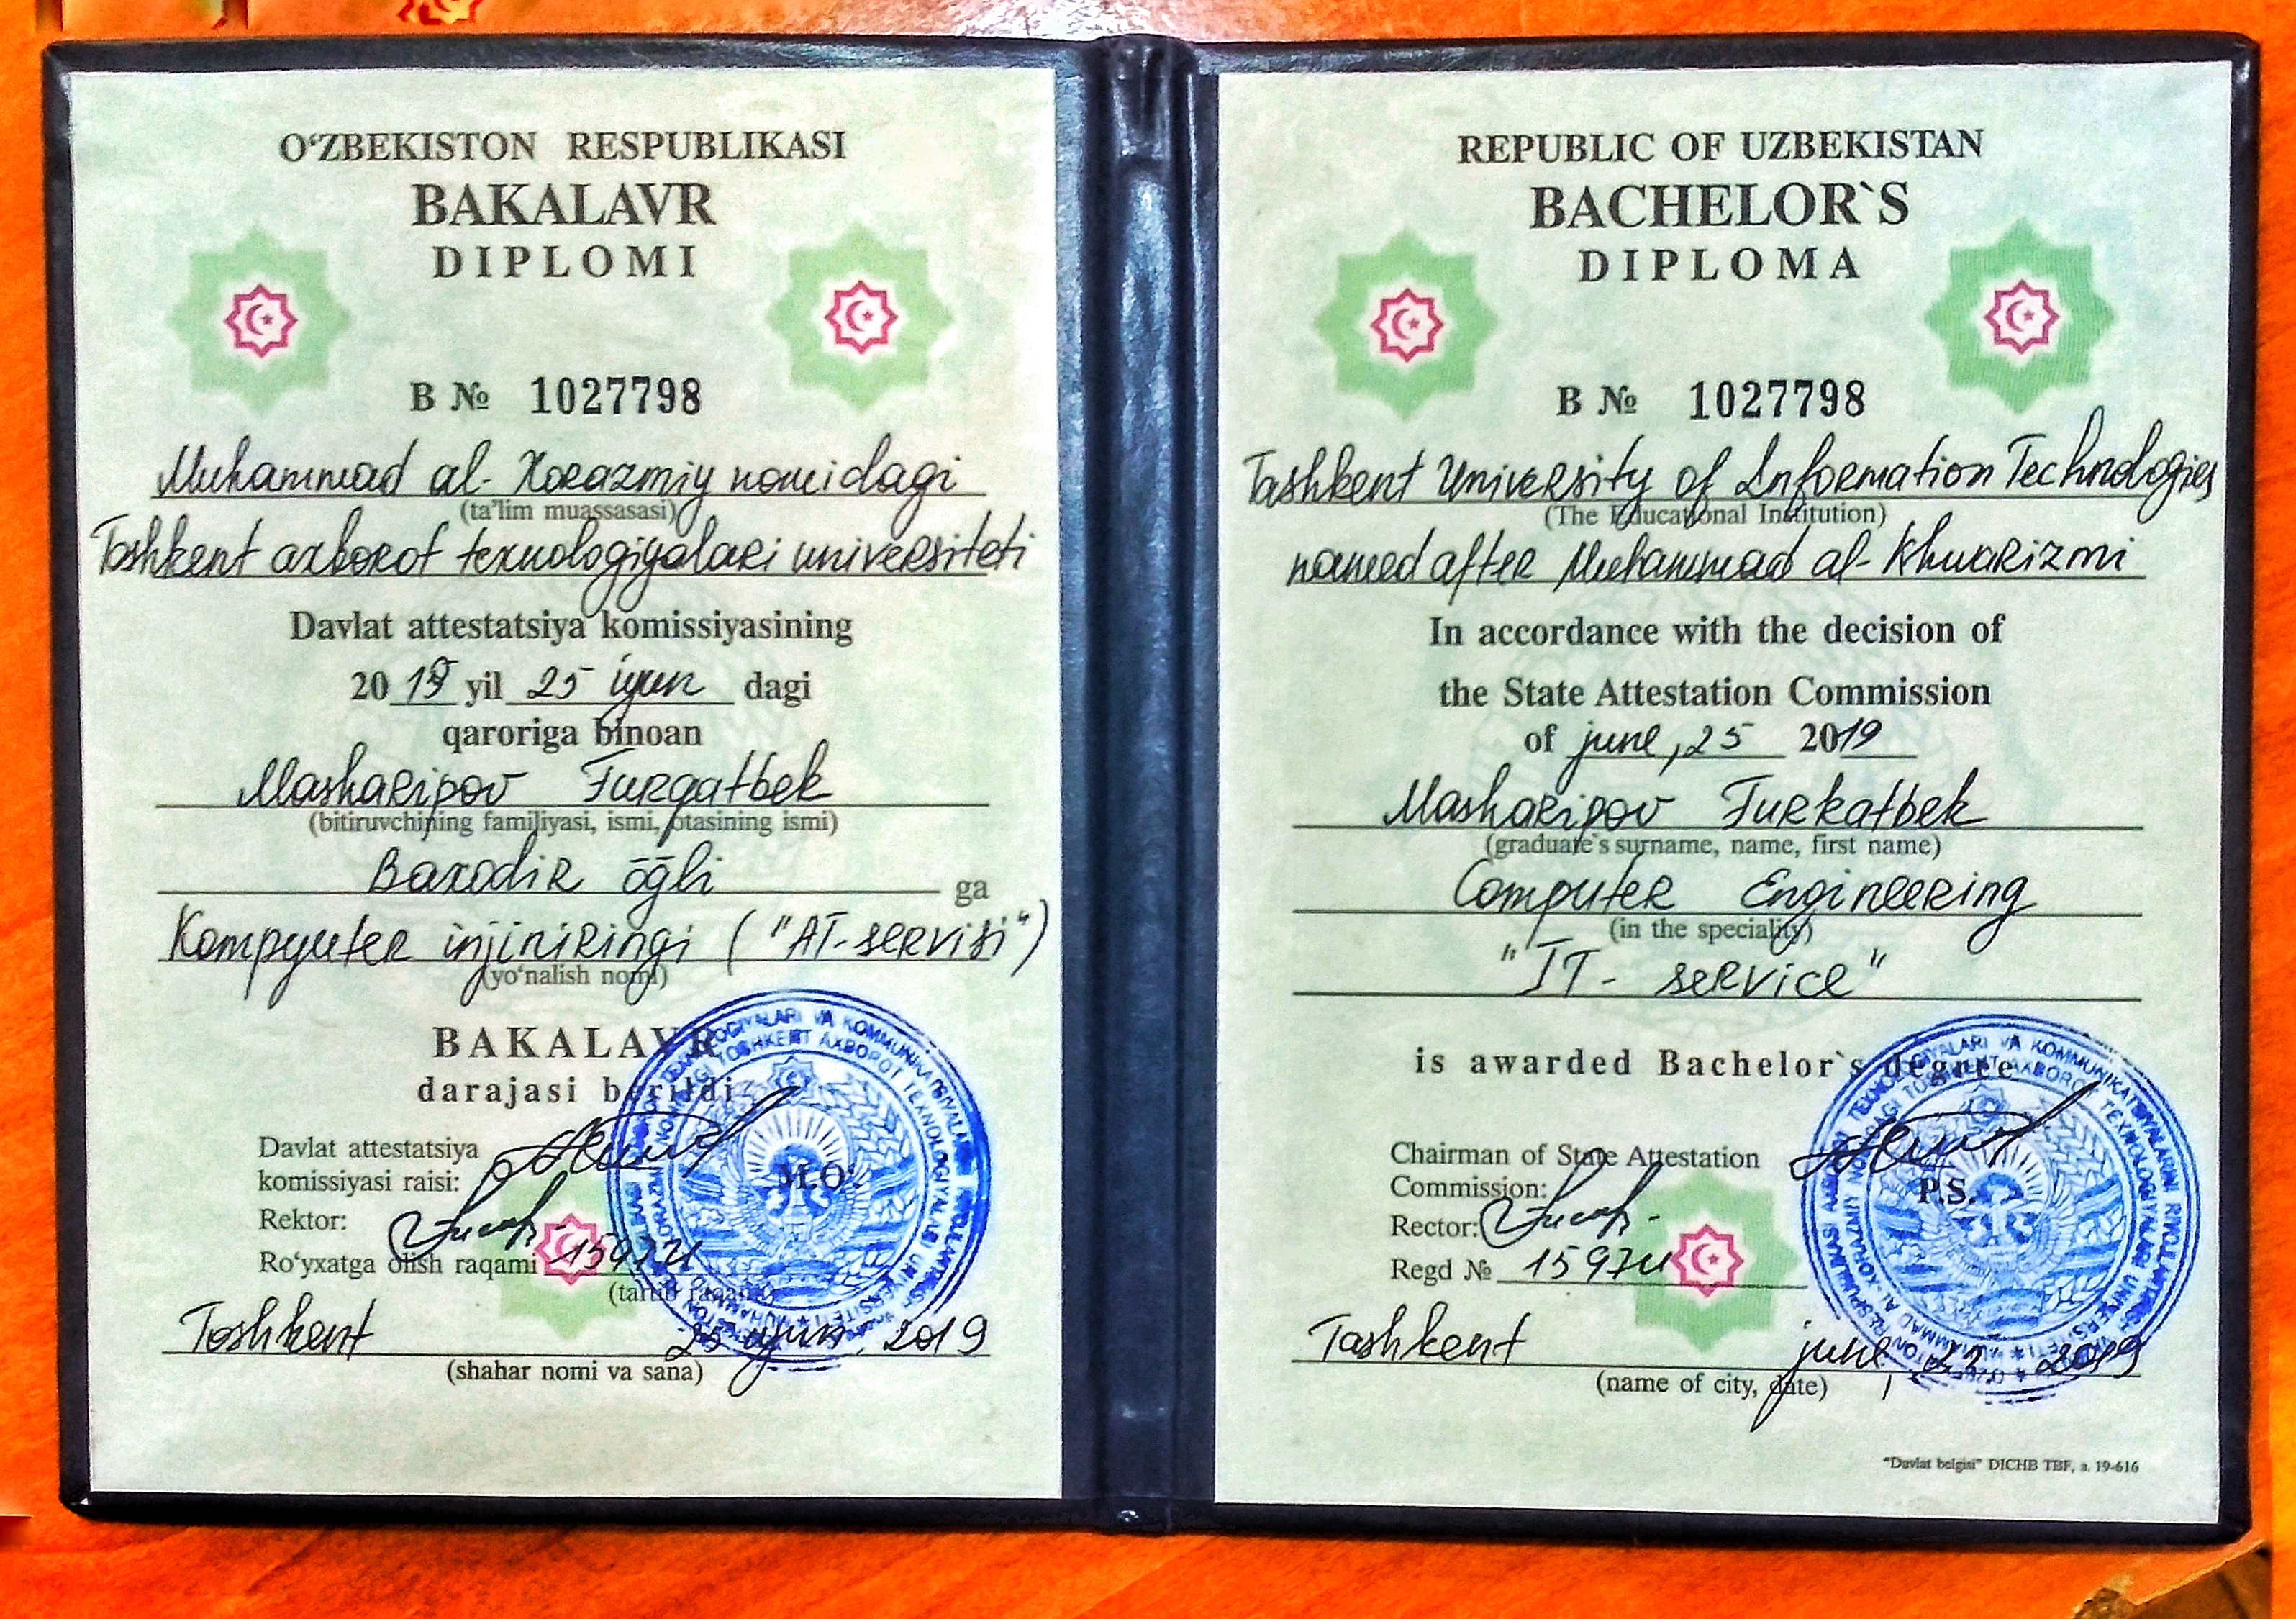 O‘ZBEKISTON RESPUBLIKASI
BAKALAVR
DIPLOMI
B № 1027798
Muhammad al-Xorazmiy nomidagi
(ta’lim muassasasi)
Toshkent axborot texnologiyalari universiteti
Davlat attestatsiya komissiyasining
2019 yil 25 iyun dagi
qaroriga binoan
Masharipov Furqatbek
(bitiruvchining familiyasi, ismi, otasining ismi)
Baxodir o‘g‘li ga
Kompyuter injiniringi ("AT-servisi")
(yo‘nalish nomi)
BAKALAVR
darajasi berildi
Davlat attestatsiya
komissiyasi raisi:
M.O‘.
Rektor:
Ro‘yxatga olish raqami
(tartib raqami)
Toshkent 25 iyun, 2019
(shahar nomi va sana)
REPUBLIC OF UZBEKISTAN
BACHELOR`S
DIPLOMA
B № 1027798
Tashkent University of Information Technologies
(The Educational Institution)
named after Muhammad al-Khwarizmi
In accordance with the decision of
the State Attestation Commission
of june, 25 2019
Masharipov Furkatbek
(graduate`s surname, name, first name)
Computer Engineering
(in the speciality)
"IT- service"
is awarded Bachelor`s degree
Chairman of State Attestation
Commission:
P.S.
Rector:
Regd №
Tashkent june, 2019
(name of city, date)
"Davlat belgisi" DICHB TBF, a. 19-616